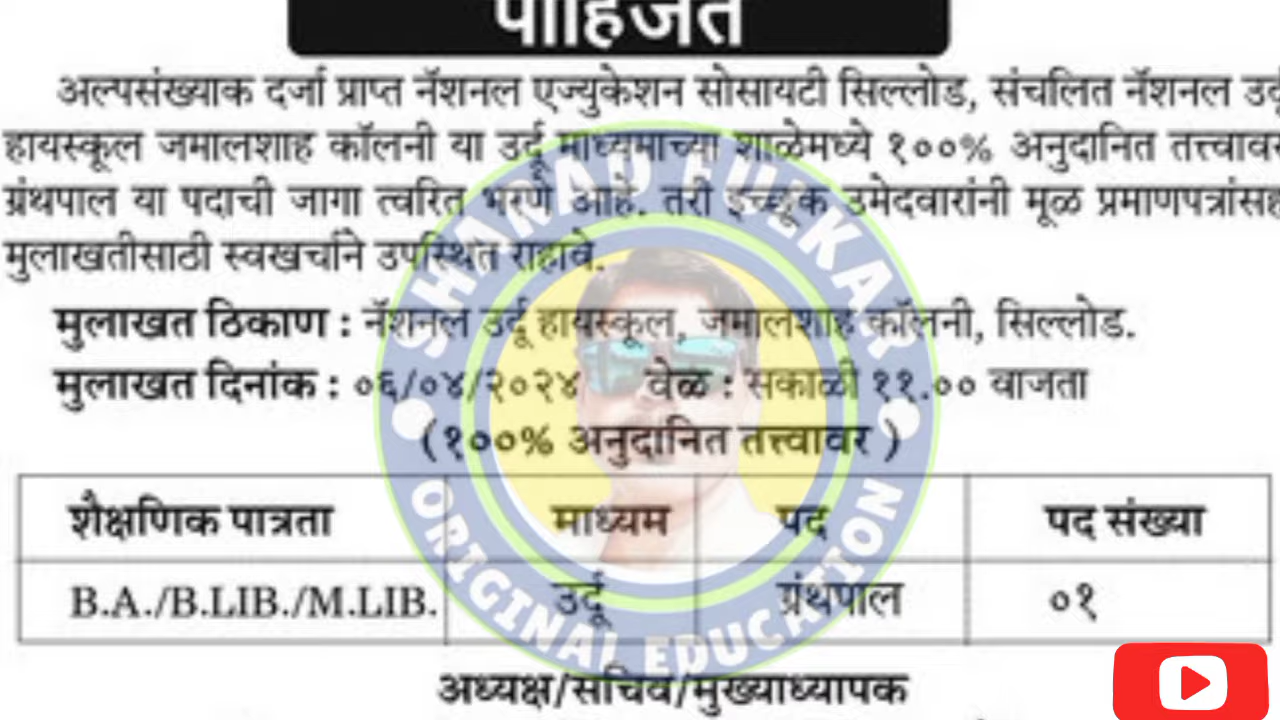 पाहिजेत
अल्पसंख्याक दर्जा प्राप्त नॅशनल एज्युकेशन सोसायटी सिल्लोड, संचलित नॅशनल उर्दू
हायस्कूल जमालशाह कॉलनी या उर्दू माध्यमाच्या शाळेमध्ये १००% अनुदानित तत्त्वावर
ग्रंथपाल या पदाची जागा त्वरित भरणे आहे. तरी इच्छूक उमेदवारांनी मूळ प्रमाणपत्रांसह
मुलाखतीसाठी स्वखर्चाने उपस्थित राहावे.
मुलाखत ठिकाण : नॅशनल उर्दू हायस्कूल, जमालशाह कॉलनी, सिल्लोड.
मुलाखत दिनांक : ०६/०४/२०२४ वेळ : सकाळी ११.०० वाजता
(१००% अनुदानित तत्त्वावर )
शैक्षणिक पात्रता माध्यम पद पद संख्या
B.A./B.LIB./M.LIB. उर्दू ग्रंथपाल ०१
अध्यक्ष/सचिव/मुख्याध्यापक
SHARAD FULKAR
ORIGINAL EDUCATION